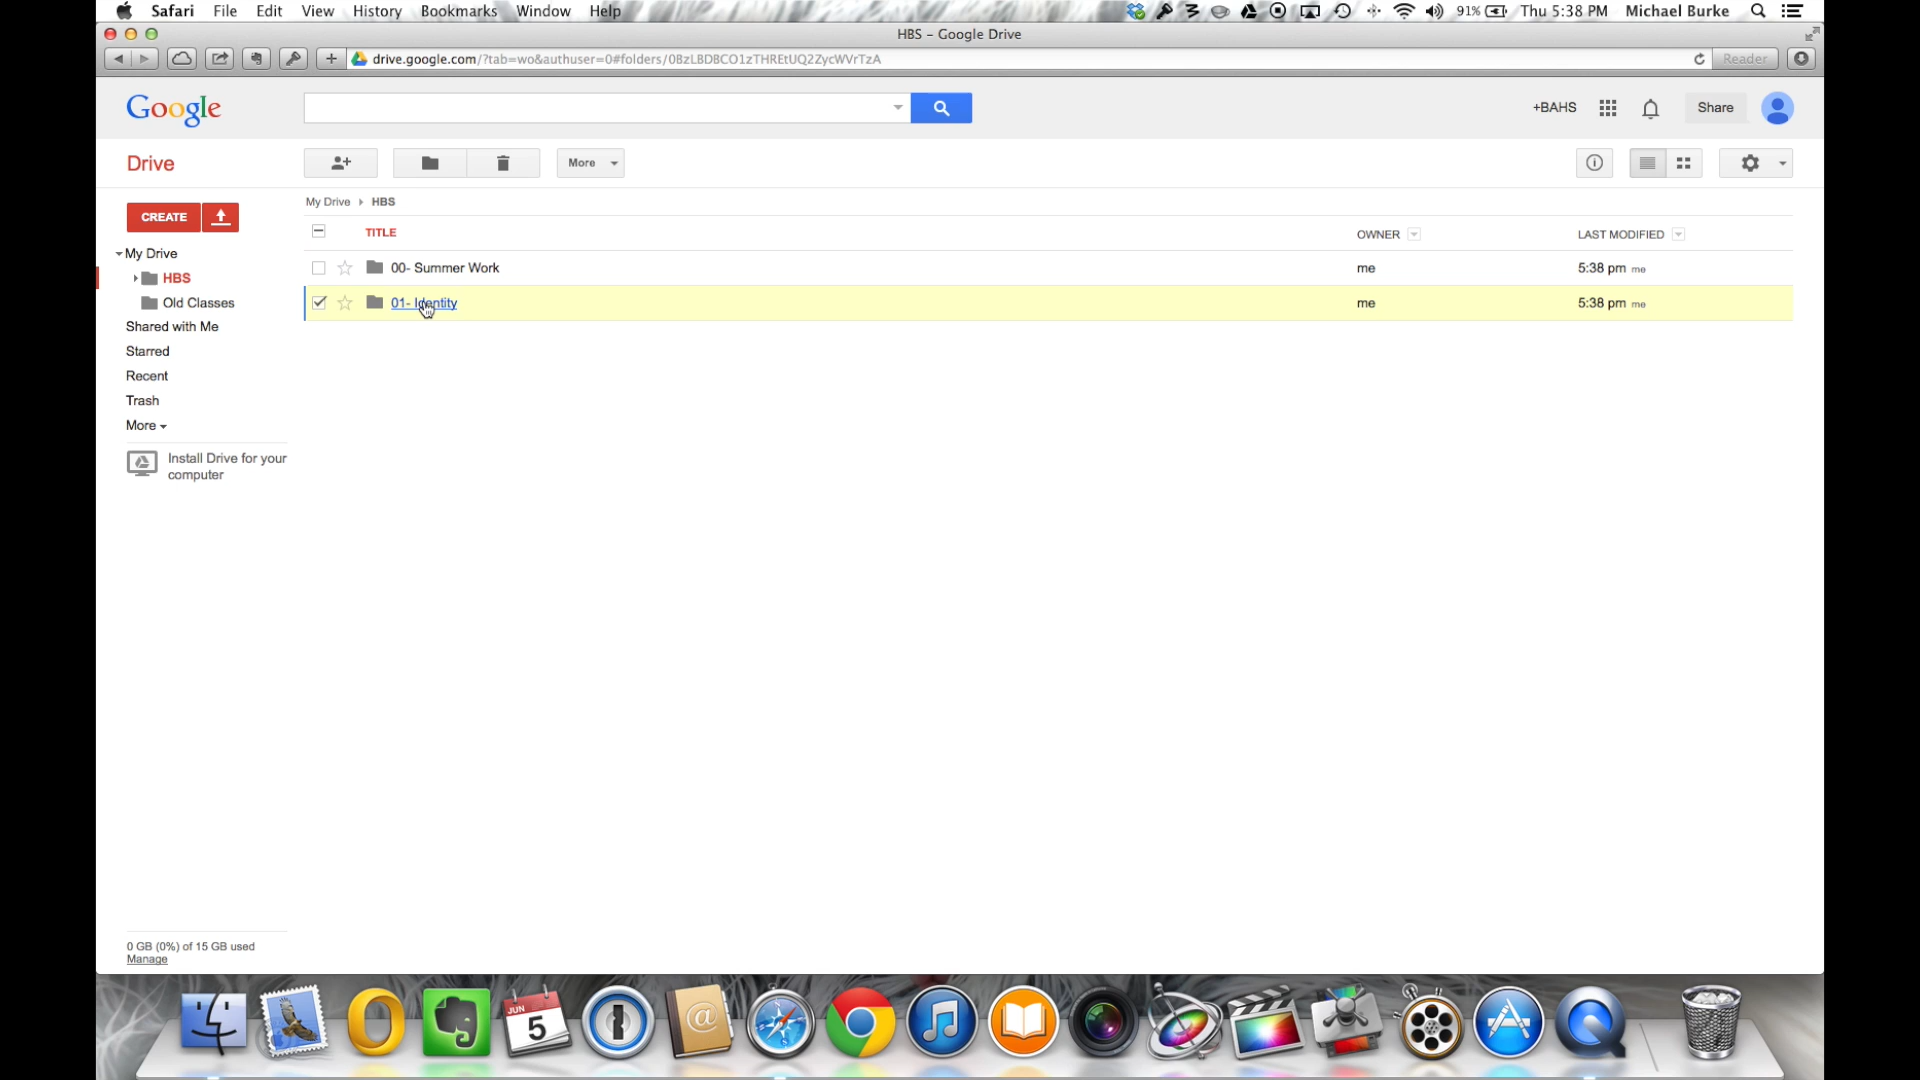 Safari File Edit View History Bookmarks Window Help 91% Thu 5:38 PM Michael Burke
HBS – Google Drive
drive.google.com/?tab=wo&authuser=0#folders/0BzLBDBCO1zTHREtUQ2ZycWVrTzA Reader
Google +BAHS Share
Drive More
CREATE My Drive HBS
TITLE OWNER LAST MODIFIED
My Drive
00- Summer Work me 5:38 pm me
HBS
01- Identity me 5:38 pm me
Old Classes
Shared with Me
Starred
Recent
Trash
More
Install Drive for your
computer
0 GB (0%) of 15 GB used
Manage
JUN
5